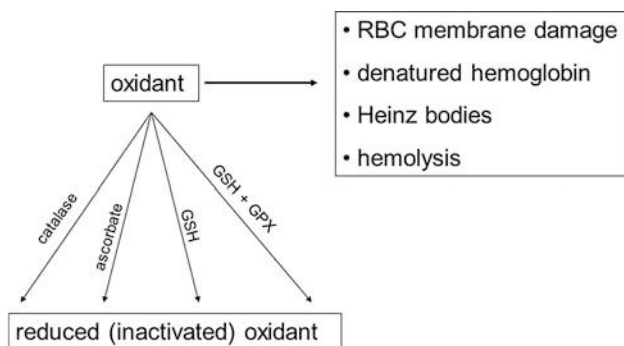 • RBC membrane damage
oxidant
• denatured hemoglobin
• Heinz bodies
• hemolysis
catalase
ascorbate
GSH
GSH + GPX
reduced (inactivated) oxidant